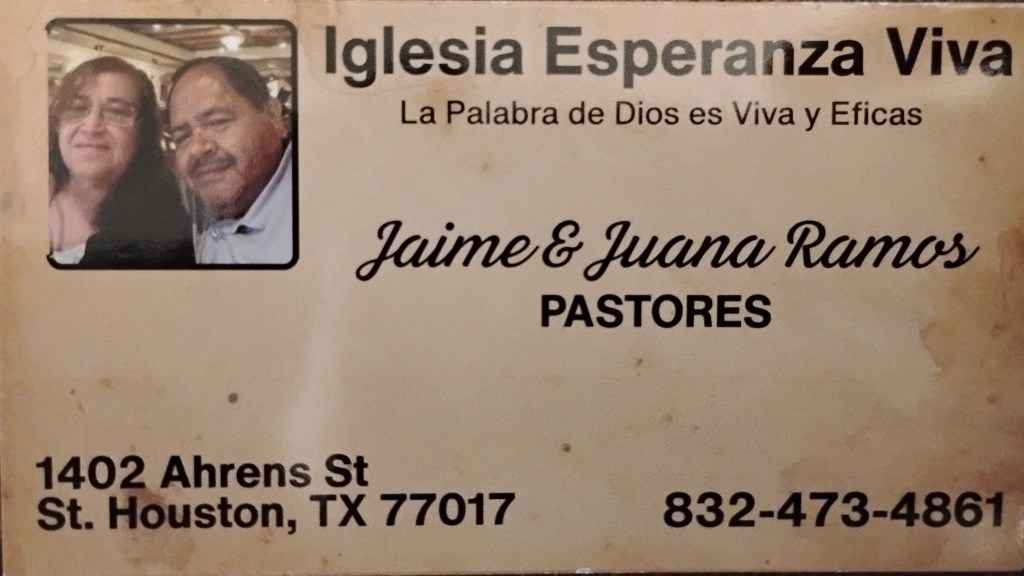 Iglesia Esperanza Viva
La Palabra de Dios es Viva y Eficas
Jaime & Juana Ramos
PASTORES
1402 Ahrens St
St. Houston, TX 77017
832-473-4861